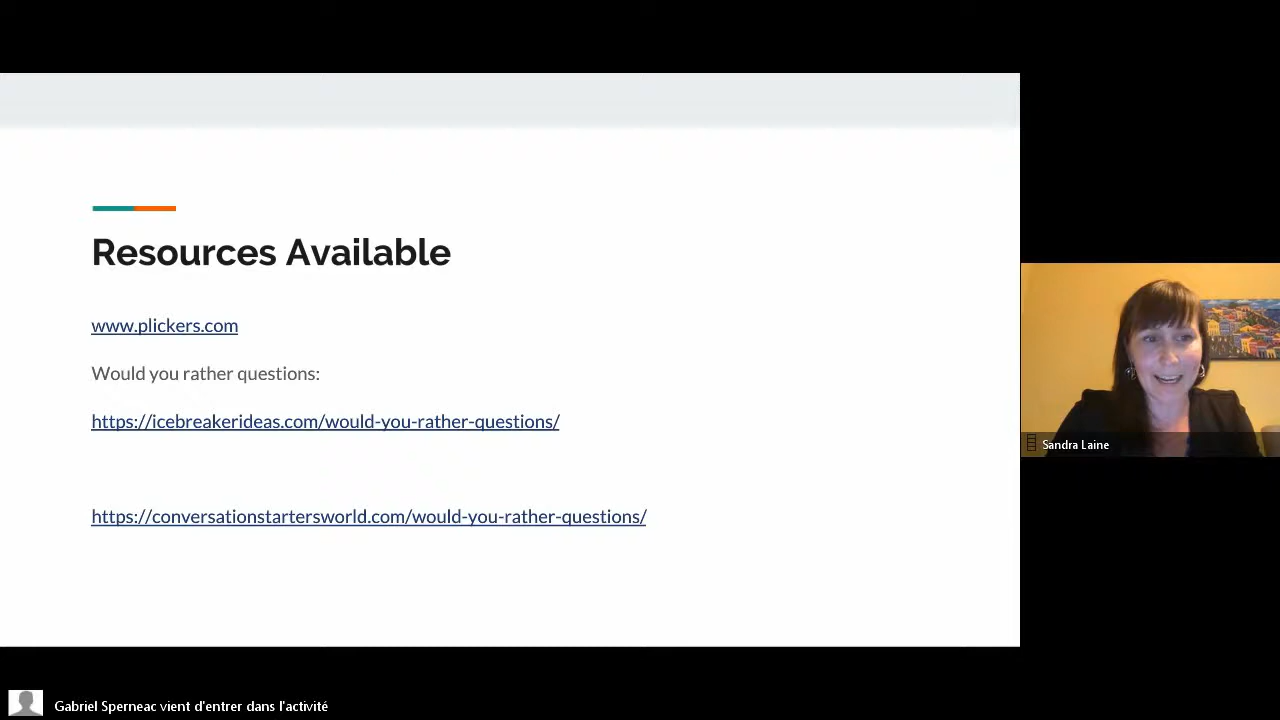 Resources Available
www.plickers.com
Would you rather questions:
https://icebreakerideas.com/would-you-rather-questions/
https://conversationstartersworld.com/would-you-rather-questions/
Sandra Laine
Gabriel Sperneac vient d'entrer dans l'activité